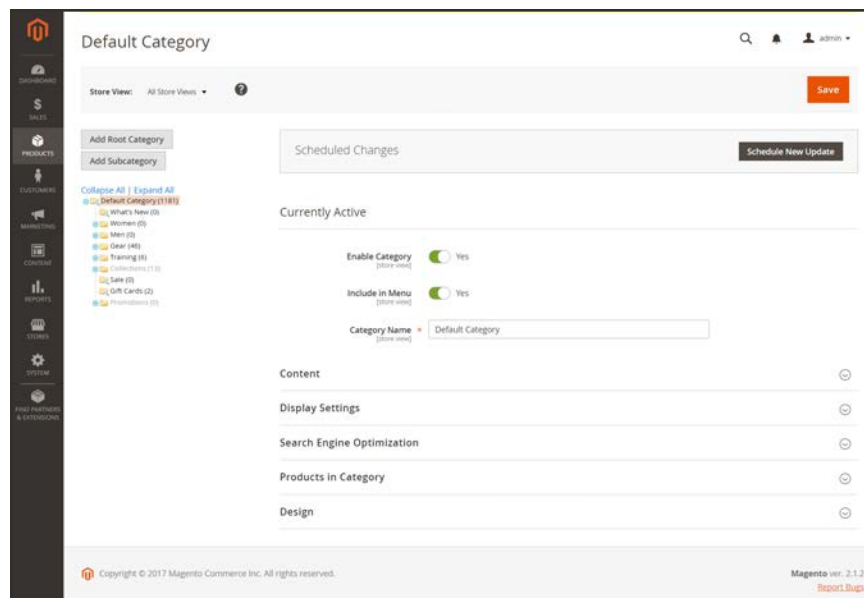 Default Category
admin
DASHBOARD
SALES
PRODUCTS
CUSTOMERS
MARKETING
CONTENT
REPORTS
STORES
SYSTEM
FIND PARTNERS
& EXTENSIONS
Store View: All Store Views
Save
Add Root Category
Add Subcategory
Collapse All | Expand All
Default Category (1181)
What's New (0)
Women (0)
Men (0)
Gear (46)
Training (6)
Collections (13)
Sale (0)
Gift Cards (2)
Promotions (0)
Scheduled Changes
Schedule New Update
Currently Active
Enable Category
[store view]
Yes
Include in Menu
[store view]
Yes
Category Name *
[store view]
Default Category
Content
Display Settings
Search Engine Optimization
Products in Category
Design
Copyright © 2017 Magento Commerce Inc. All rights reserved.
Magento ver. 2.1.2
Report Bugs